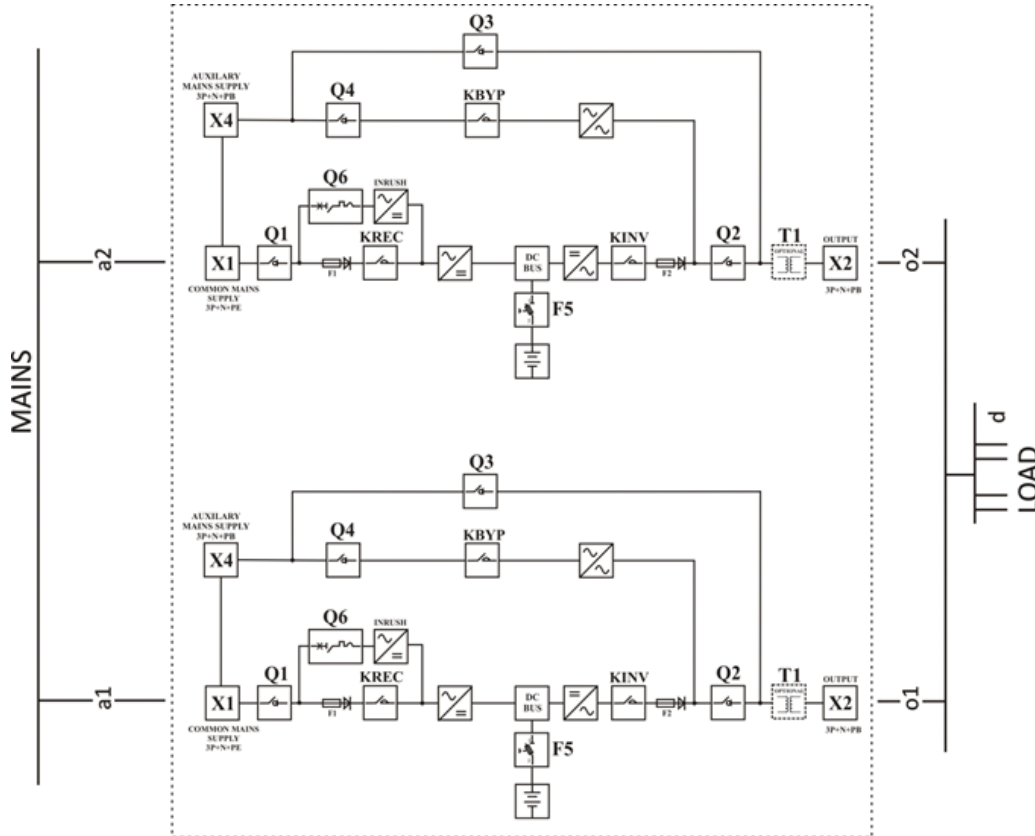 MAINS
a2
a1
Q3
AUXILARY
MAINS SUPPLY
3P+N+PB
X4
Q4
KBYP
Q6
INRUSH
Q1
KREC
X1
F1
COMMON MAINS
SUPPLY
3P+N+PE
DC
BUS
F5
KINV
F2
Q2
T1
OPTIONAL
OUTPUT
X2
3P+N+PB
Q3
AUXILARY
MAINS SUPPLY
3P+N+PB
X4
Q4
KBYP
Q6
INRUSH
Q1
KREC
X1
F1
COMMON MAINS
SUPPLY
3P+N+PE
DC
BUS
F5
KINV
F2
Q2
T1
OPTIONAL
OUTPUT
X2
3P+N+PB
o2
o1
d
LOAD